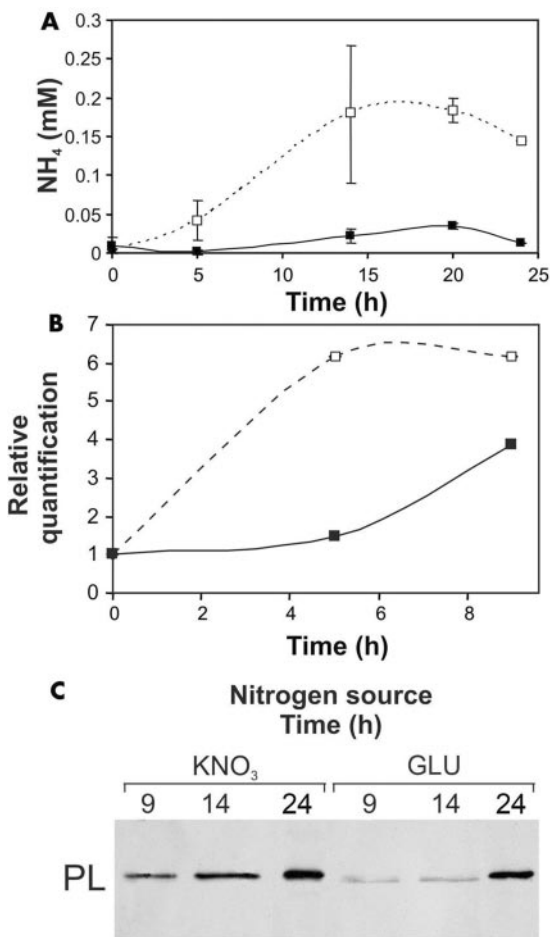 A
0.3
0.25
0.2
0.15
0.1
0.05
0
NH₄ (mM)
0 5 10 15 20 25
Time (h)
B
7
6
5
4
3
2
1
0
Relative
quantification
0 2 4 6 8
Time (h)
C
Nitrogen source
Time (h)
KNO₃ GLU
9 14 24 9 14 24
PL